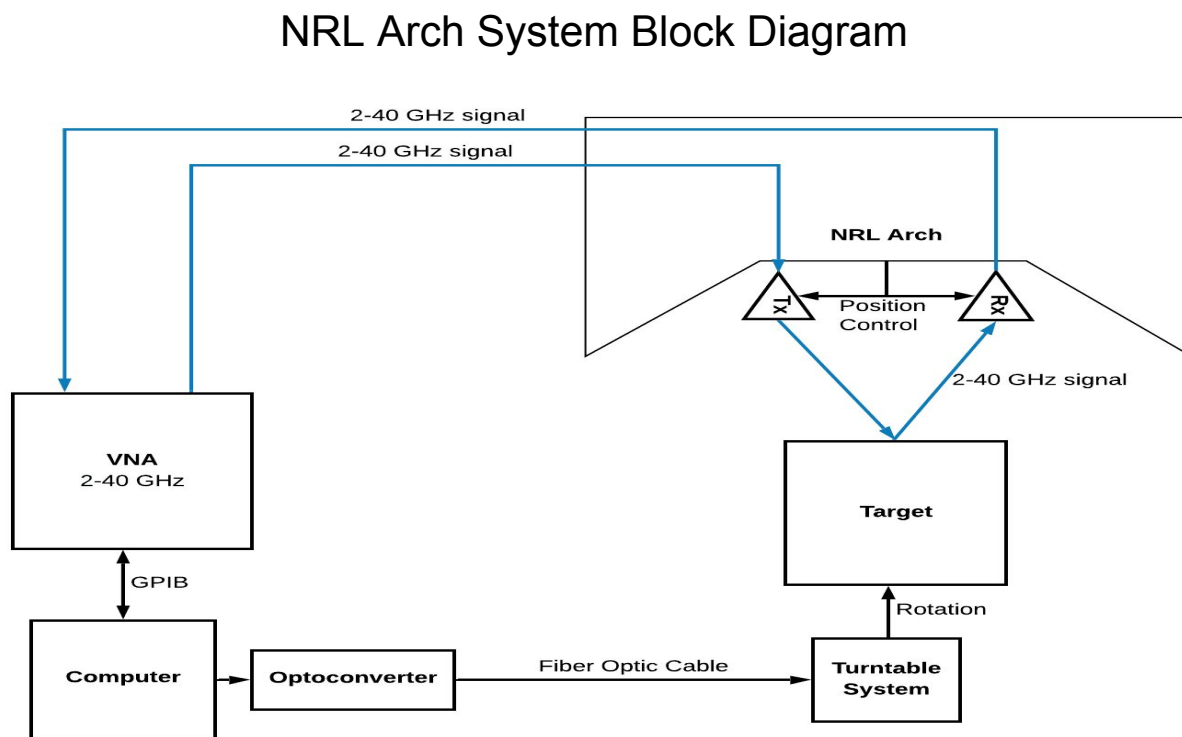 NRL Arch System Block Diagram
2-40 GHz signal
2-40 GHz signal
NRL Arch
Tx
Position
Control
Rx
2-40 GHz signal
VNA
2-40 GHz
Target
GPIB
Rotation
Computer
Optoconverter
Fiber Optic Cable
Turntable
System